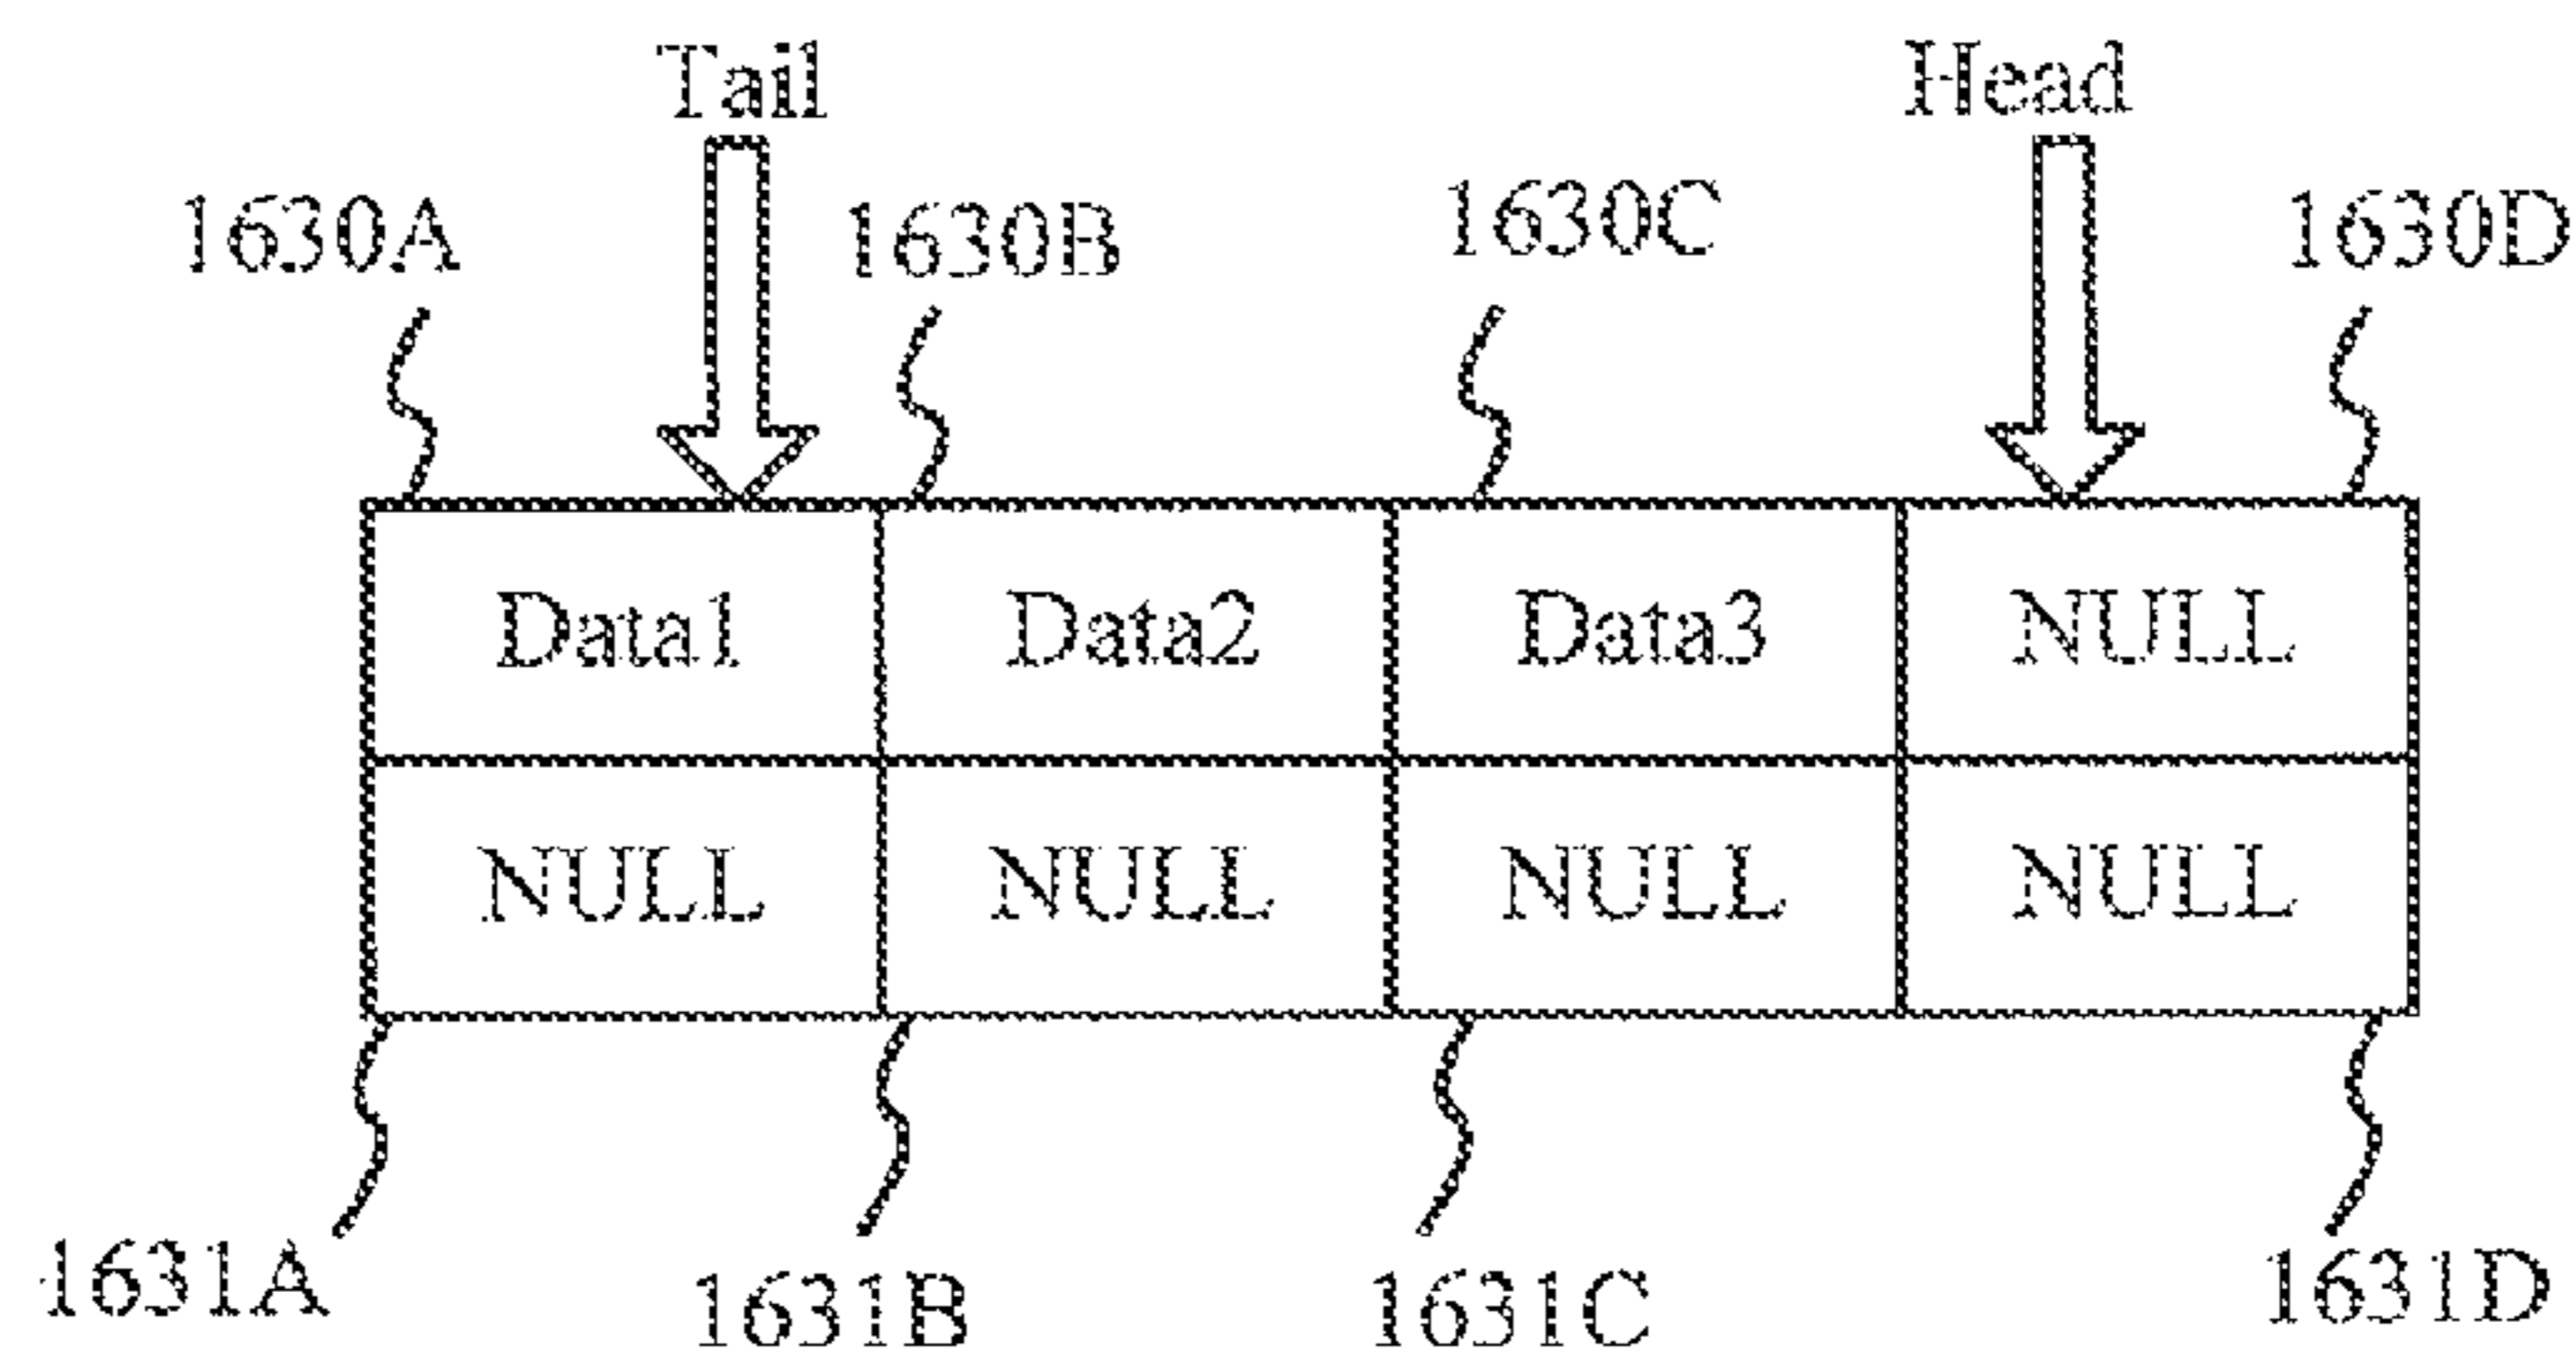 Tail Head
1630A 1630B 1630C 1630D
Data1 Data2 Data3 NULL
NULL NULL NULL NULL
1631A 1631B 1631C 1631D